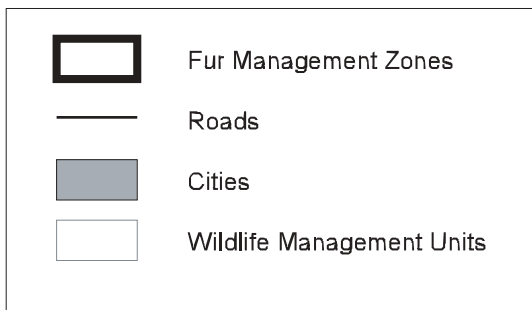 Fur Management Zones
Roads
Cities
Wildlife Management Units